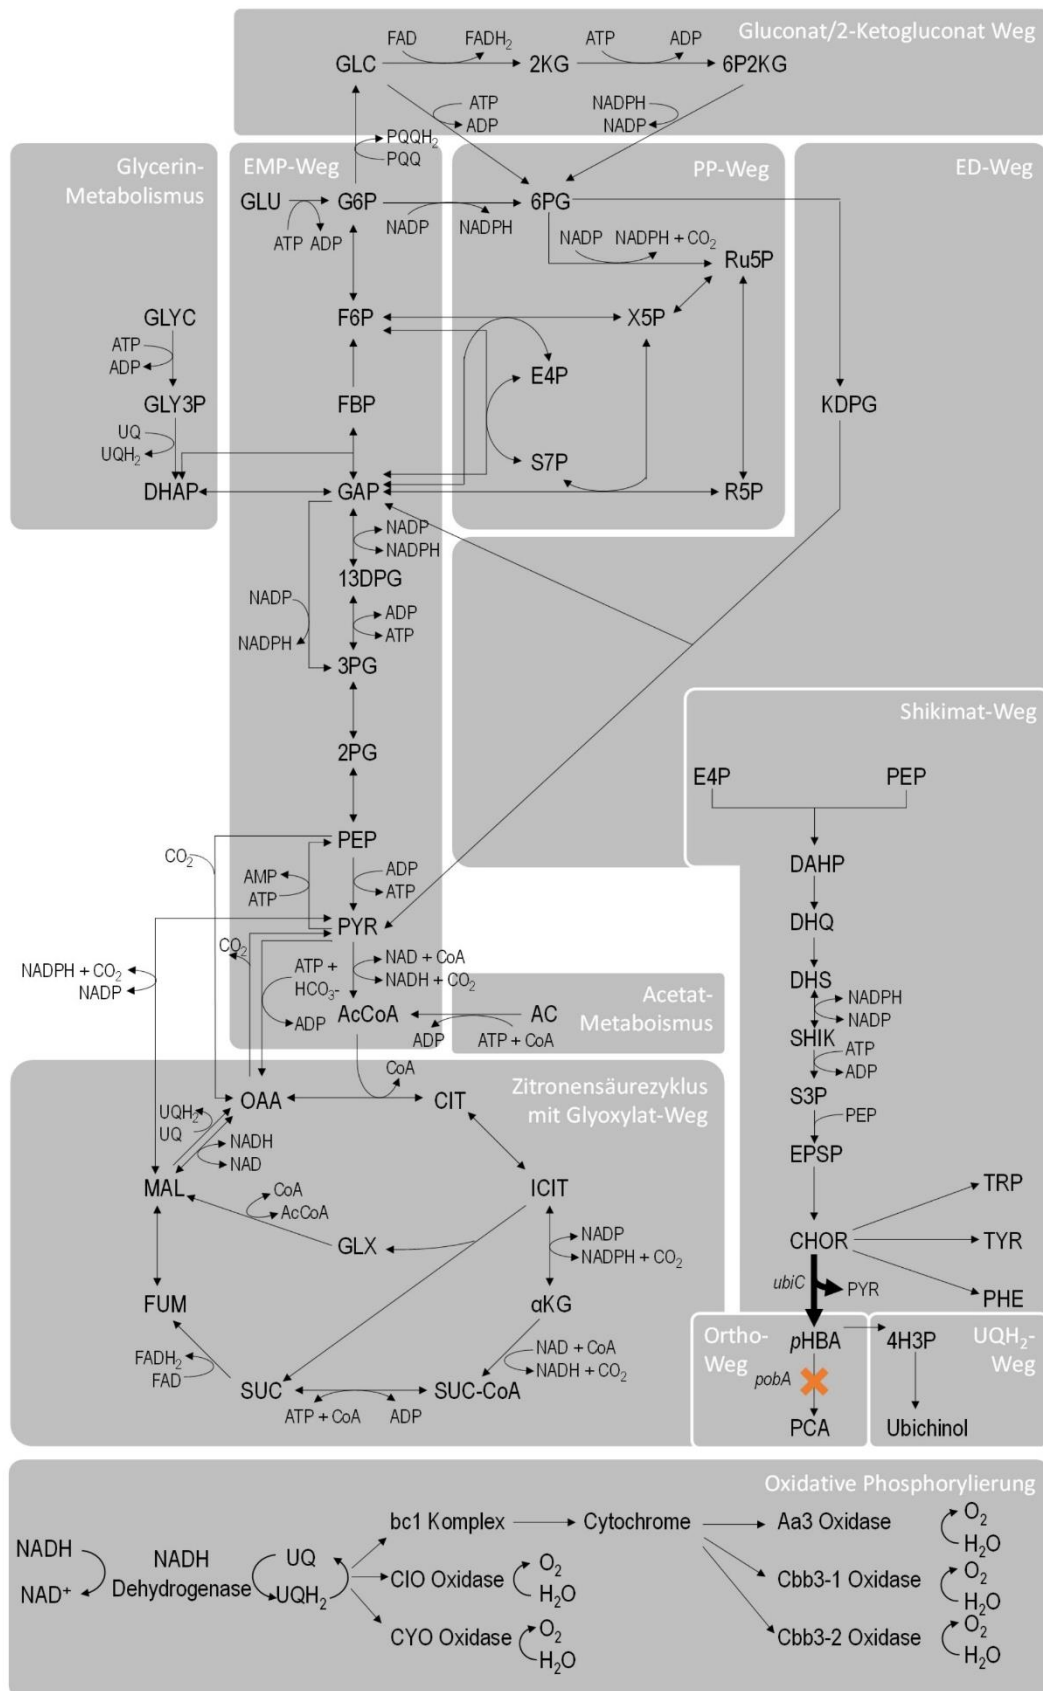 Gluconat/2-Ketogluconat Weg
FAD FADH2 ATP ADP
GLC 2KG 6P2KG
ATP NADPH
ADP NADP
PQQH2
PQQ
Glycerin-
Metabolismus
EMP-Weg
PP-Weg
ED-Weg
GLU G6P 6PG
ATP ADP NADP NADPH
NADP NADPH + CO2
Ru5P
GLYC F6P X5P
ATP
ADP
E4P
GLY3P FBP KDPG
UQ
UQH2
S7P
DHAP GAP R5P
NADP
NADPH
13DPG
NADP
NADPH
ADP
ATP
3PG
2PG
Shikimat-Weg
E4P PEP
PEP
CO2
AMP
ATP
ADP
ATP
DAHP
PYR
DHQ
CO2
NADPH + CO2
NADP
ATP +
HCO3-
ADP
NAD + CoA
NADH + CO2
DHS
NADPH
NADP
Acetat-
Metaboismus
AcCoA AC
ADP ATP + CoA
SHIK
ATP
ADP
CoA
Zitronensäurezyklus
mit Glyoxylat-Weg
S3P
PEP
OAA CIT
UQH2
UQ
NADH
NAD
EPSP
MAL ICIT
CoA
AcCoA
TRP
GLX
NADP
NADPH + CO2
CHOR TYR
ubiC PYR
FUM αKG PHE
Ortho-
Weg
pHBA 4H3P
UQH2-
Weg
FADH2
FAD
NAD + CoA
NADH + CO2
pobA
SUC SUC-CoA
ATP + CoA ADP
PCA Ubichinol
Oxidative Phosphorylierung
NADH
NAD+
NADH
Dehydrogenase
UQ
UQH2
bc1 Komplex Cytochrome Aa3 Oxidase
O2
H2O
CIO Oxidase
O2
H2O
Cbb3-1 Oxidase
O2
H2O
CYO Oxidase
O2
H2O
Cbb3-2 Oxidase
O2
H2O